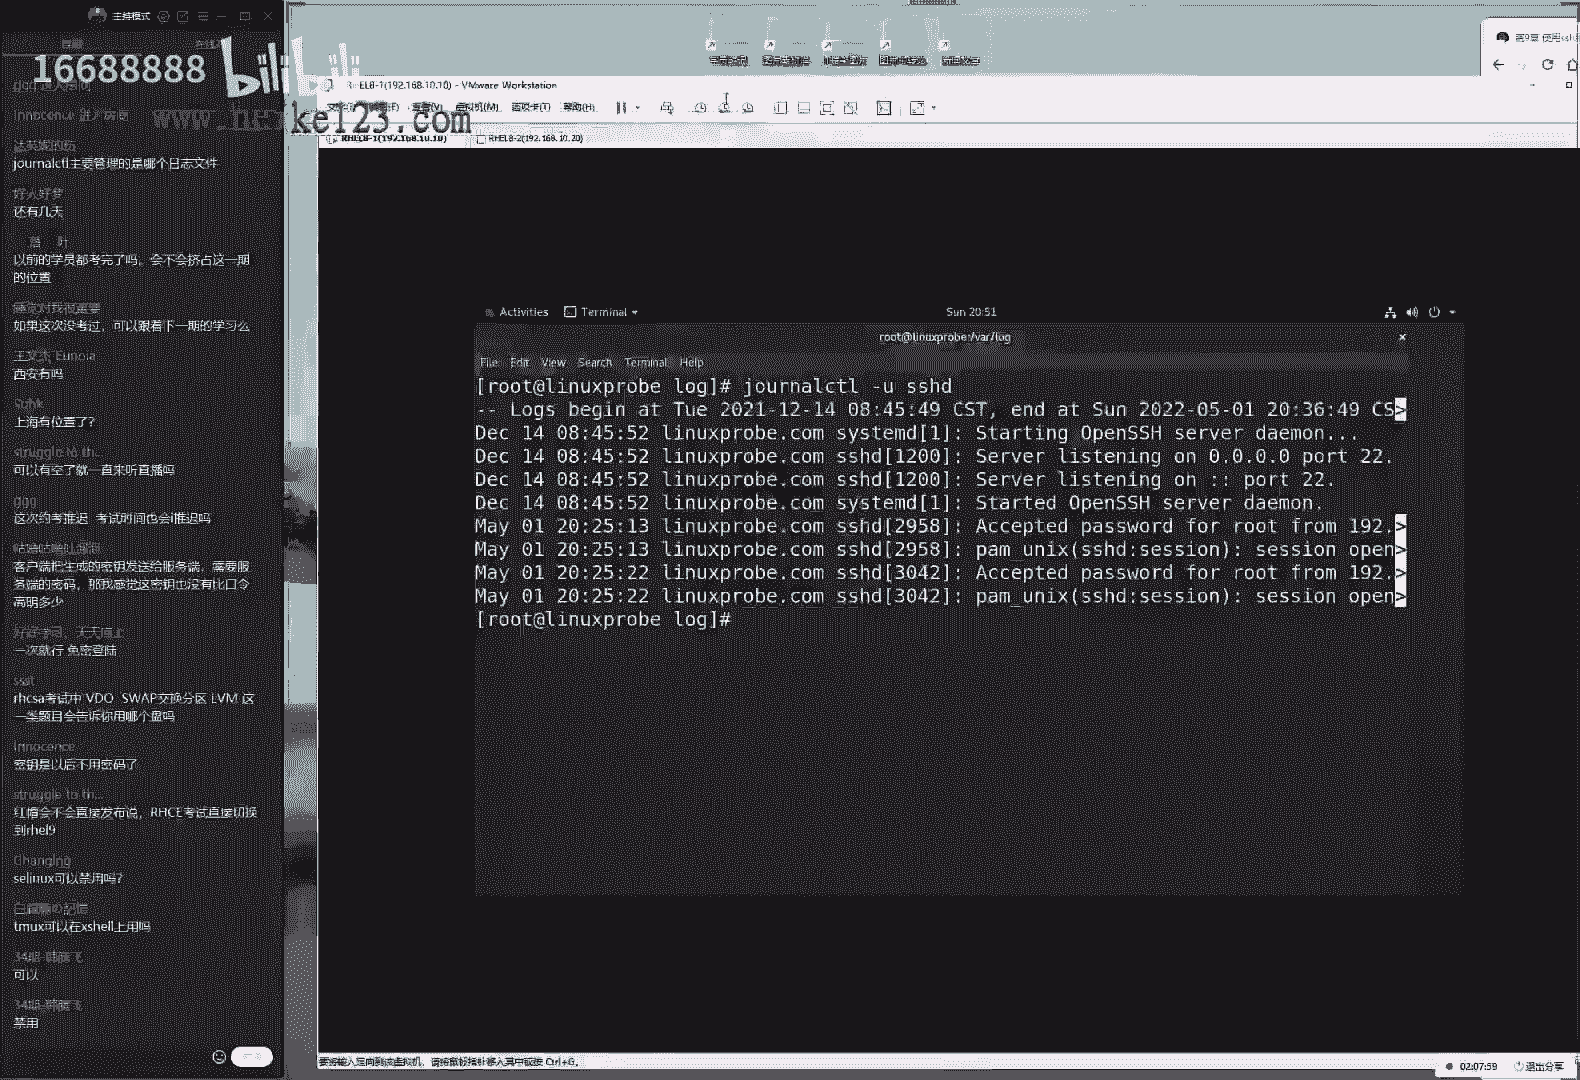 主讲模式
16688888
bilibili
journalctl主要管理的是哪个日志文件
好人好梦
还有几天
以前的学员都考完了吗，会不会挤占这一期
的位置
如果这次没考过，可以跟着下一期的学习么
西安有吗
上海有位置了?
struggle to th...
可以有空了就一直来听直播吗
这次约考推迟 考试时间也会推迟吗
客户端把生成的密钥发送给服务端，需要服
务端的密码，那我感觉这密钥也没有比口令
高明多少
一次就行 免密登陆
rhcsa考试中 VDO SWAP交换分区 LVM 这
一类题目会告诉你用哪个盘吗
Innocence
密钥是以后不用密码了
struggle to th...
红帽会不会直接发布说，RHCE考试直接切换
到rhel9
Changing
selinux可以禁用吗?
tmux可以在xshell上用吗
可以
禁用
RHEL8-1(192.168.10.10) - VMware Workstation
查看(V) 虚拟机(M) 选项卡(T) 帮助(H)
RHEL8-1(192.168.10.10) RHEL8-2(192.168.10.20)
Activities Terminal Sun 20:51
root@linuxprobe:/var/log
File Edit View Search Terminal Help
[root@linuxprobe log]# journalctl -u sshd
-- Logs begin at Tue 2021-12-14 08:45:49 CST, end at Sun 2022-05-01 20:36:49 CS>
Dec 14 08:45:52 linuxprobe.com systemd[1]: Starting OpenSSH server daemon...
Dec 14 08:45:52 linuxprobe.com sshd[1200]: Server listening on 0.0.0.0 port 22.
Dec 14 08:45:52 linuxprobe.com sshd[1200]: Server listening on :: port 22.
Dec 14 08:45:52 linuxprobe.com systemd[1]: Started OpenSSH server daemon.
May 01 20:25:13 linuxprobe.com sshd[2958]: Accepted password for root from 192.>
May 01 20:25:13 linuxprobe.com sshd[2958]: pam_unix(sshd:session): session open>
May 01 20:25:22 linuxprobe.com sshd[3042]: Accepted password for root from 192.>
May 01 20:25:22 linuxprobe.com sshd[3042]: pam_unix(sshd:session): session open>
[root@linuxprobe log]#
要将输入定向到该虚拟机，请将鼠标指针移入其中或按 Ctrl+G。
02:07:59 退出分享